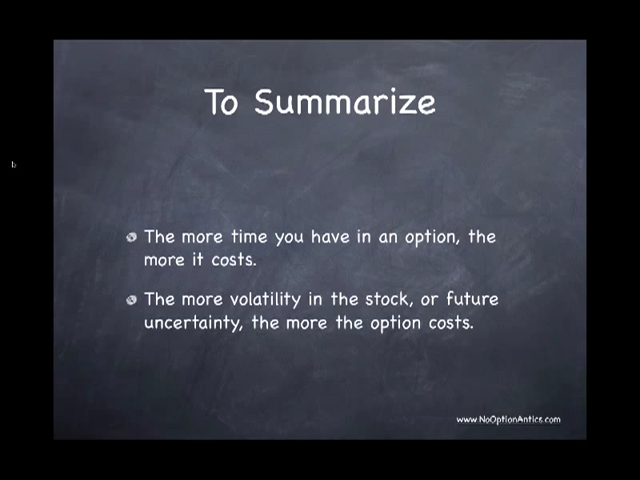 To Summarize
The more time you have in an option, the
more it costs.
The more volatility in the stock, or future
uncertainty, the more the option costs.
www.NoOptionAntics.com